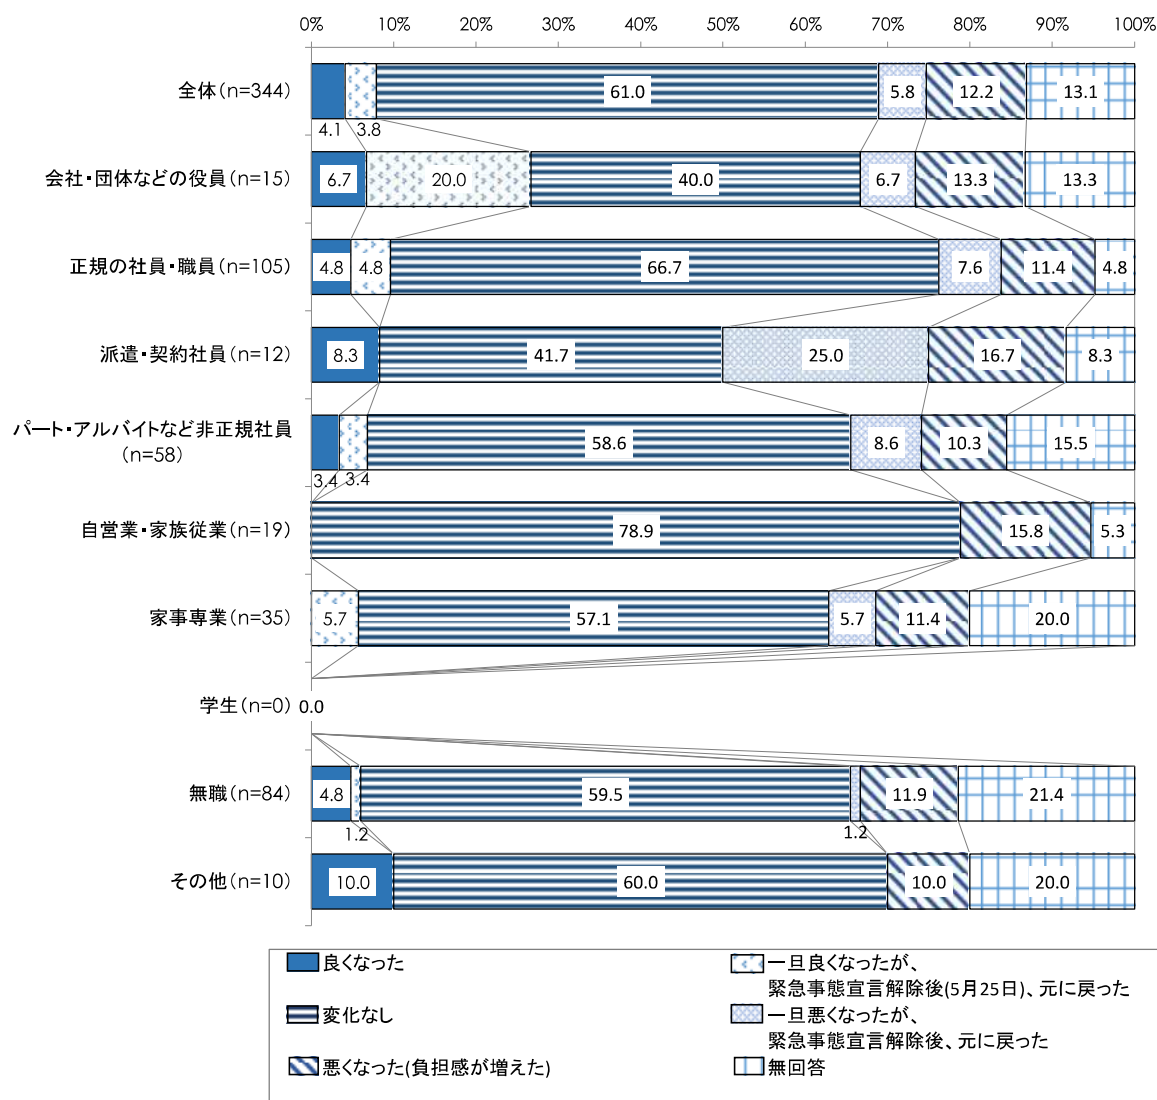 0% 10% 20% 30% 40% 50% 60% 70% 80% 90% 100%
全体(n=344) 61.0 5.8 12.2 13.1
4.1 3.8
会社・団体などの役員(n=15) 6.7 20.0 40.0 6.7 13.3 13.3
正規の社員・職員(n=105) 4.8 4.8 66.7 7.6 11.4 4.8
派遣・契約社員(n=12) 8.3 41.7 25.0 16.7 8.3
パート・アルバイトなど非正規社員
(n=58) 58.6 8.6 10.3 15.5
3.4 3.4
自営業・家族従業(n=19) 78.9 15.8 5.3
家事専業(n=35) 5.7 57.1 5.7 11.4 20.0
学生(n=0) 0.0
無職(n=84) 4.8 59.5 11.9 21.4
1.2 1.2
その他(n=10) 10.0 60.0 10.0 20.0
良くなった
一旦良くなったが、
緊急事態宣言解除後(5月25日)、元に戻った
変化なし
一旦悪くなったが、
緊急事態宣言解除後、元に戻った
悪くなった(負担感が増えた)
無回答